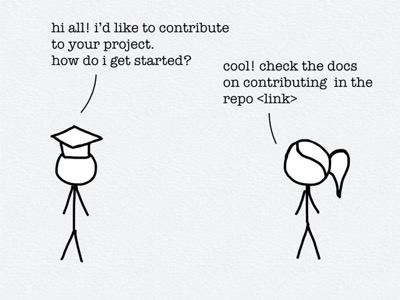 hi all! i'd like to contribute
to your project.
how do i get started?
cool! check the docs
on contributing in the
repo <link>